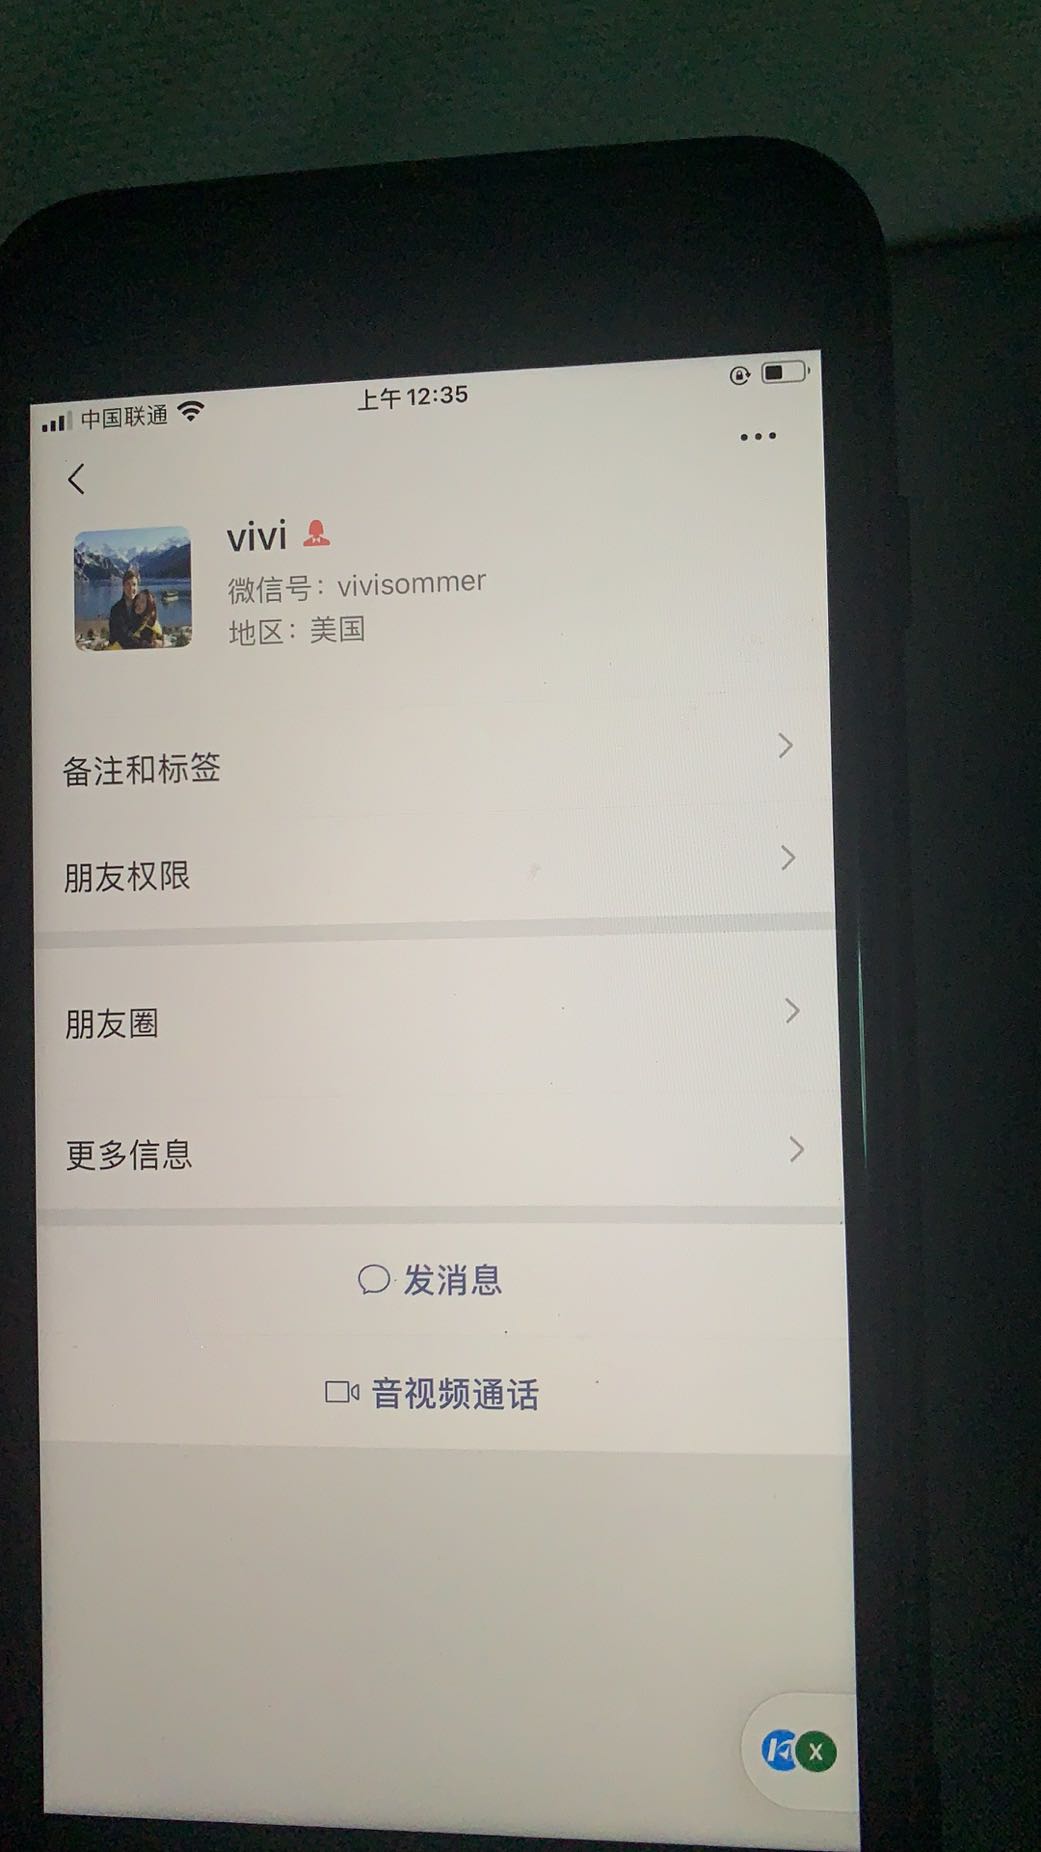 中国联通
上午12:35
vivi
微信号：vivisommer
地区：美国
备注和标签
朋友权限
朋友圈
更多信息
发消息
音视频通话
X